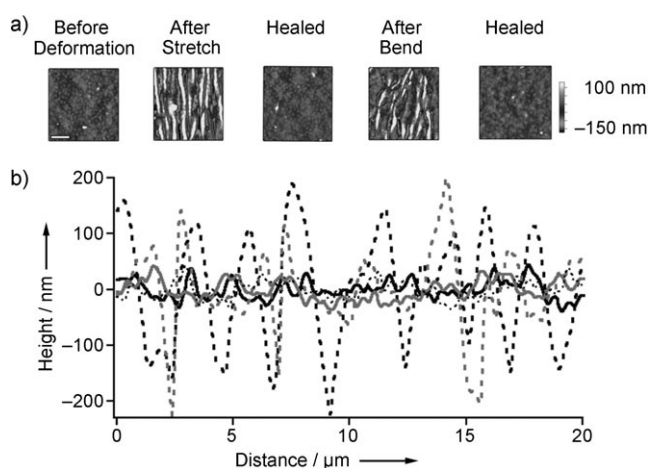 a)
Before Deformation
After Stretch
Healed
After Bend
Healed
100 nm
−150 nm
b)
200
100
0
−100
−200
Height / nm
0
5
10
15
20
Distance / µm